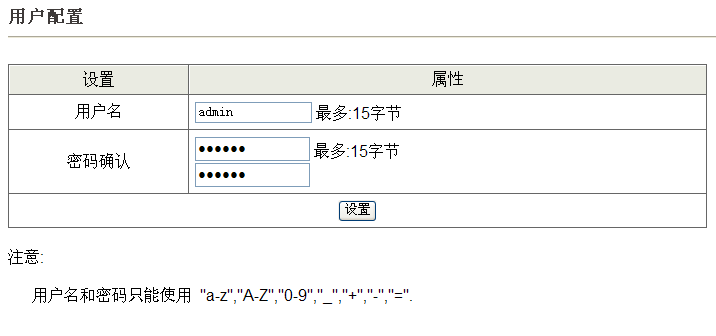 用户配置
设置 属性
用户名 admin 最多:15字节
密码确认 •••••• 最多:15字节
••••••
设置
注意:
用户名和密码只能使用 "a-z","A-Z","0-9","_","+","-","=".